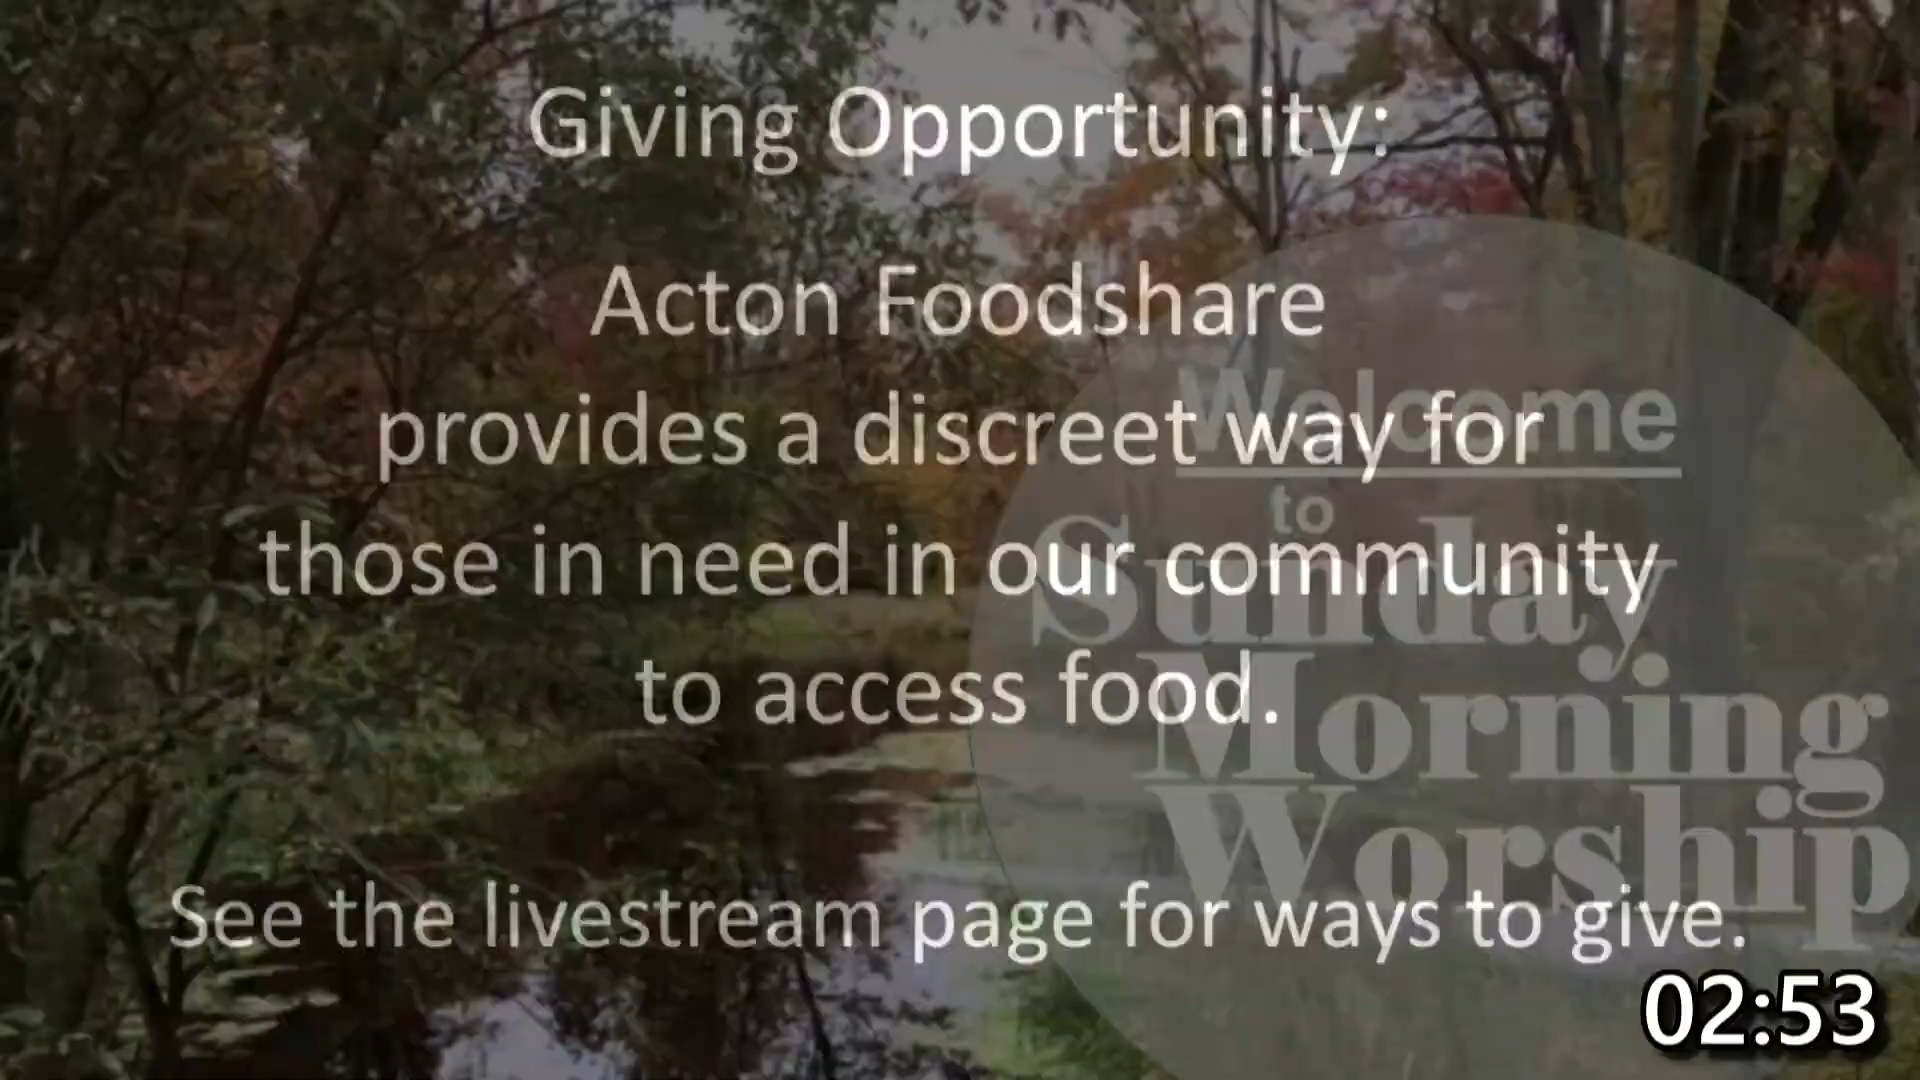 Giving Opportunity:
Acton Foodshare
provides a discreet way for
those in need in our community
to access food.
See the livestream page for ways to give.
Welcome
to
Sunday
Morning
Worship
02:53